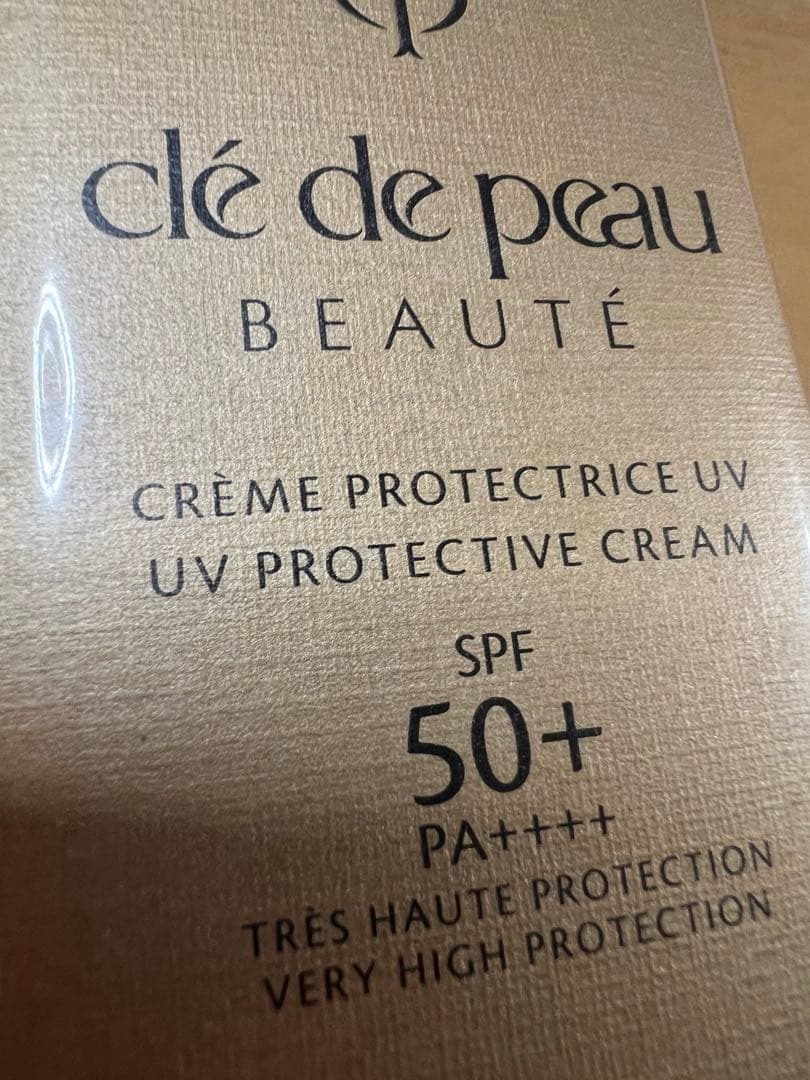 clé de peau
BEAUTÉ
CRÈME PROTECTRICE UV
UV PROTECTIVE CREAM
SPF
50+
PA++++
TRÈS HAUTE PROTECTION
VERY HIGH PROTECTION